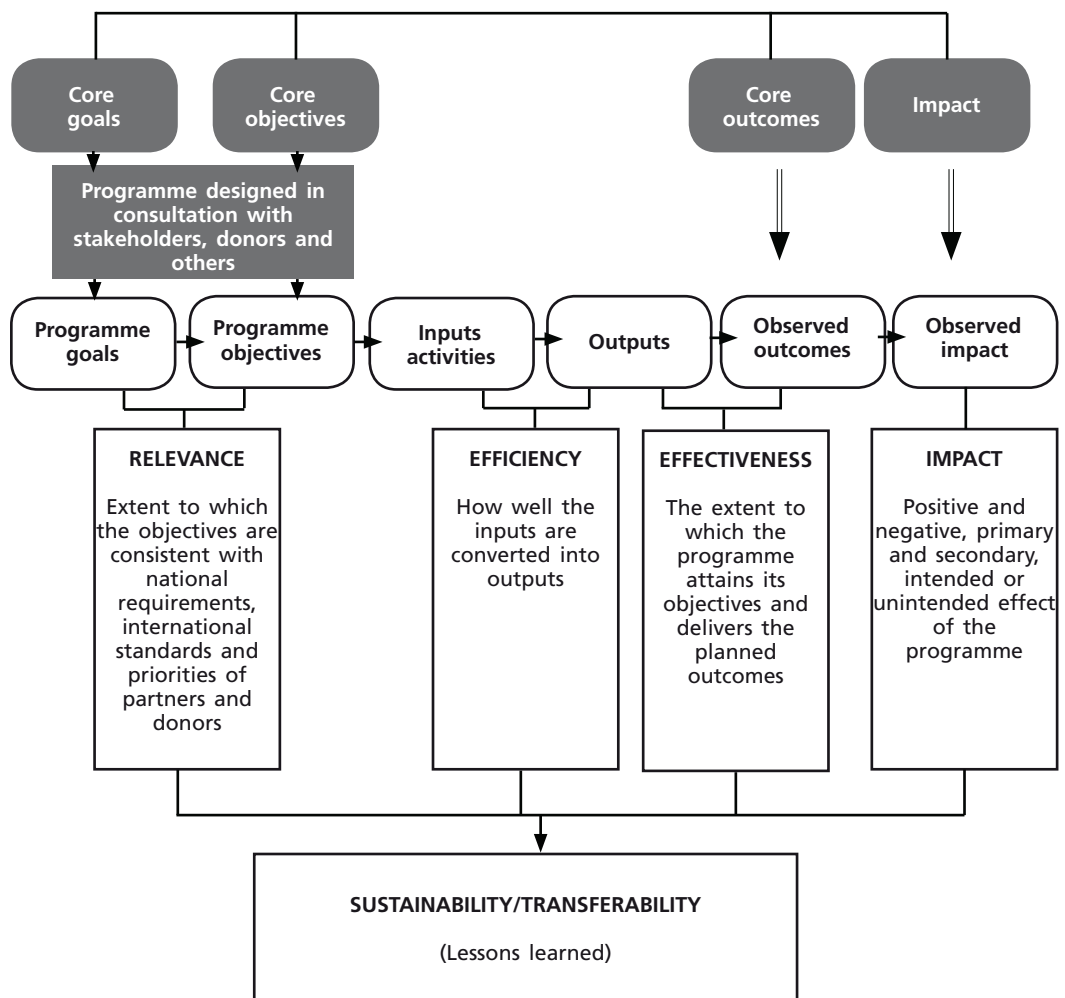 Core
goals
Core
objectives
Core
outcomes
Impact
Programme designed in
consultation with
stakeholders, donors and
others
Programme
goals
Programme
objectives
Inputs
activities
Outputs
Observed
outcomes
Observed
impact
RELEVANCE
Extent to which
the objectives are
consistent with
national
requirements,
international
standards and
priorities of
partners and
donors
EFFICIENCY
How well the
inputs are
converted into
outputs
EFFECTIVENESS
The extent to
which the
programme
attains its
objectives and
delivers the
planned
outcomes
IMPACT
Positive and
negative, primary
and secondary,
intended or
unintended effect
of the
programme
SUSTAINABILITY/TRANSFERABILITY
(Lessons learned)